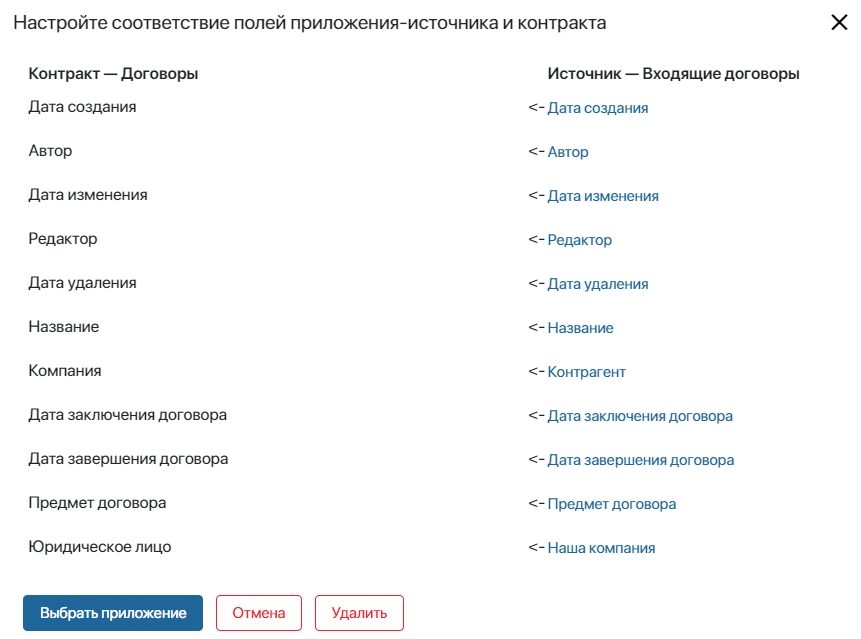 Настройте соответствие полей приложения-источника и контракта
Контракт — Договоры Источник — Входящие договоры
Дата создания <- Дата создания
Автор <- Автор
Дата изменения <- Дата изменения
Редактор <- Редактор
Дата удаления <- Дата удаления
Название <- Название
Компания <- Контрагент
Дата заключения договора <- Дата заключения договора
Дата завершения договора <- Дата завершения договора
Предмет договора <- Предмет договора
Юридическое лицо <- Наша компания
Выбрать приложение Отмена Удалить